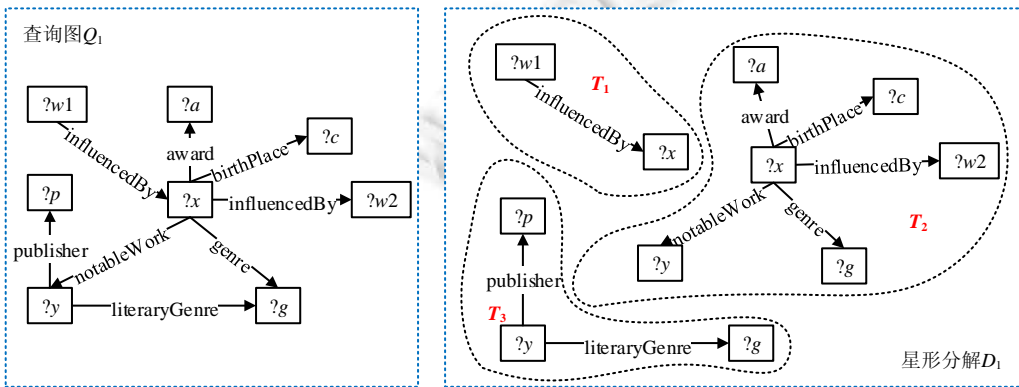 查询图Q1
?w1
?a
?c
influencedBy
award
birthPlace
?p
?x
influencedBy
?w2
publisher
notableWork
genre
?y
literaryGenre
?g
?w1
T1
influencedBy
?x
?a
?c
award
birthPlace
?x
influencedBy
?w2
notableWork
genre
T2
?y
?g
?p
publisher
T3
?y
literaryGenre
?g
星形分解D1